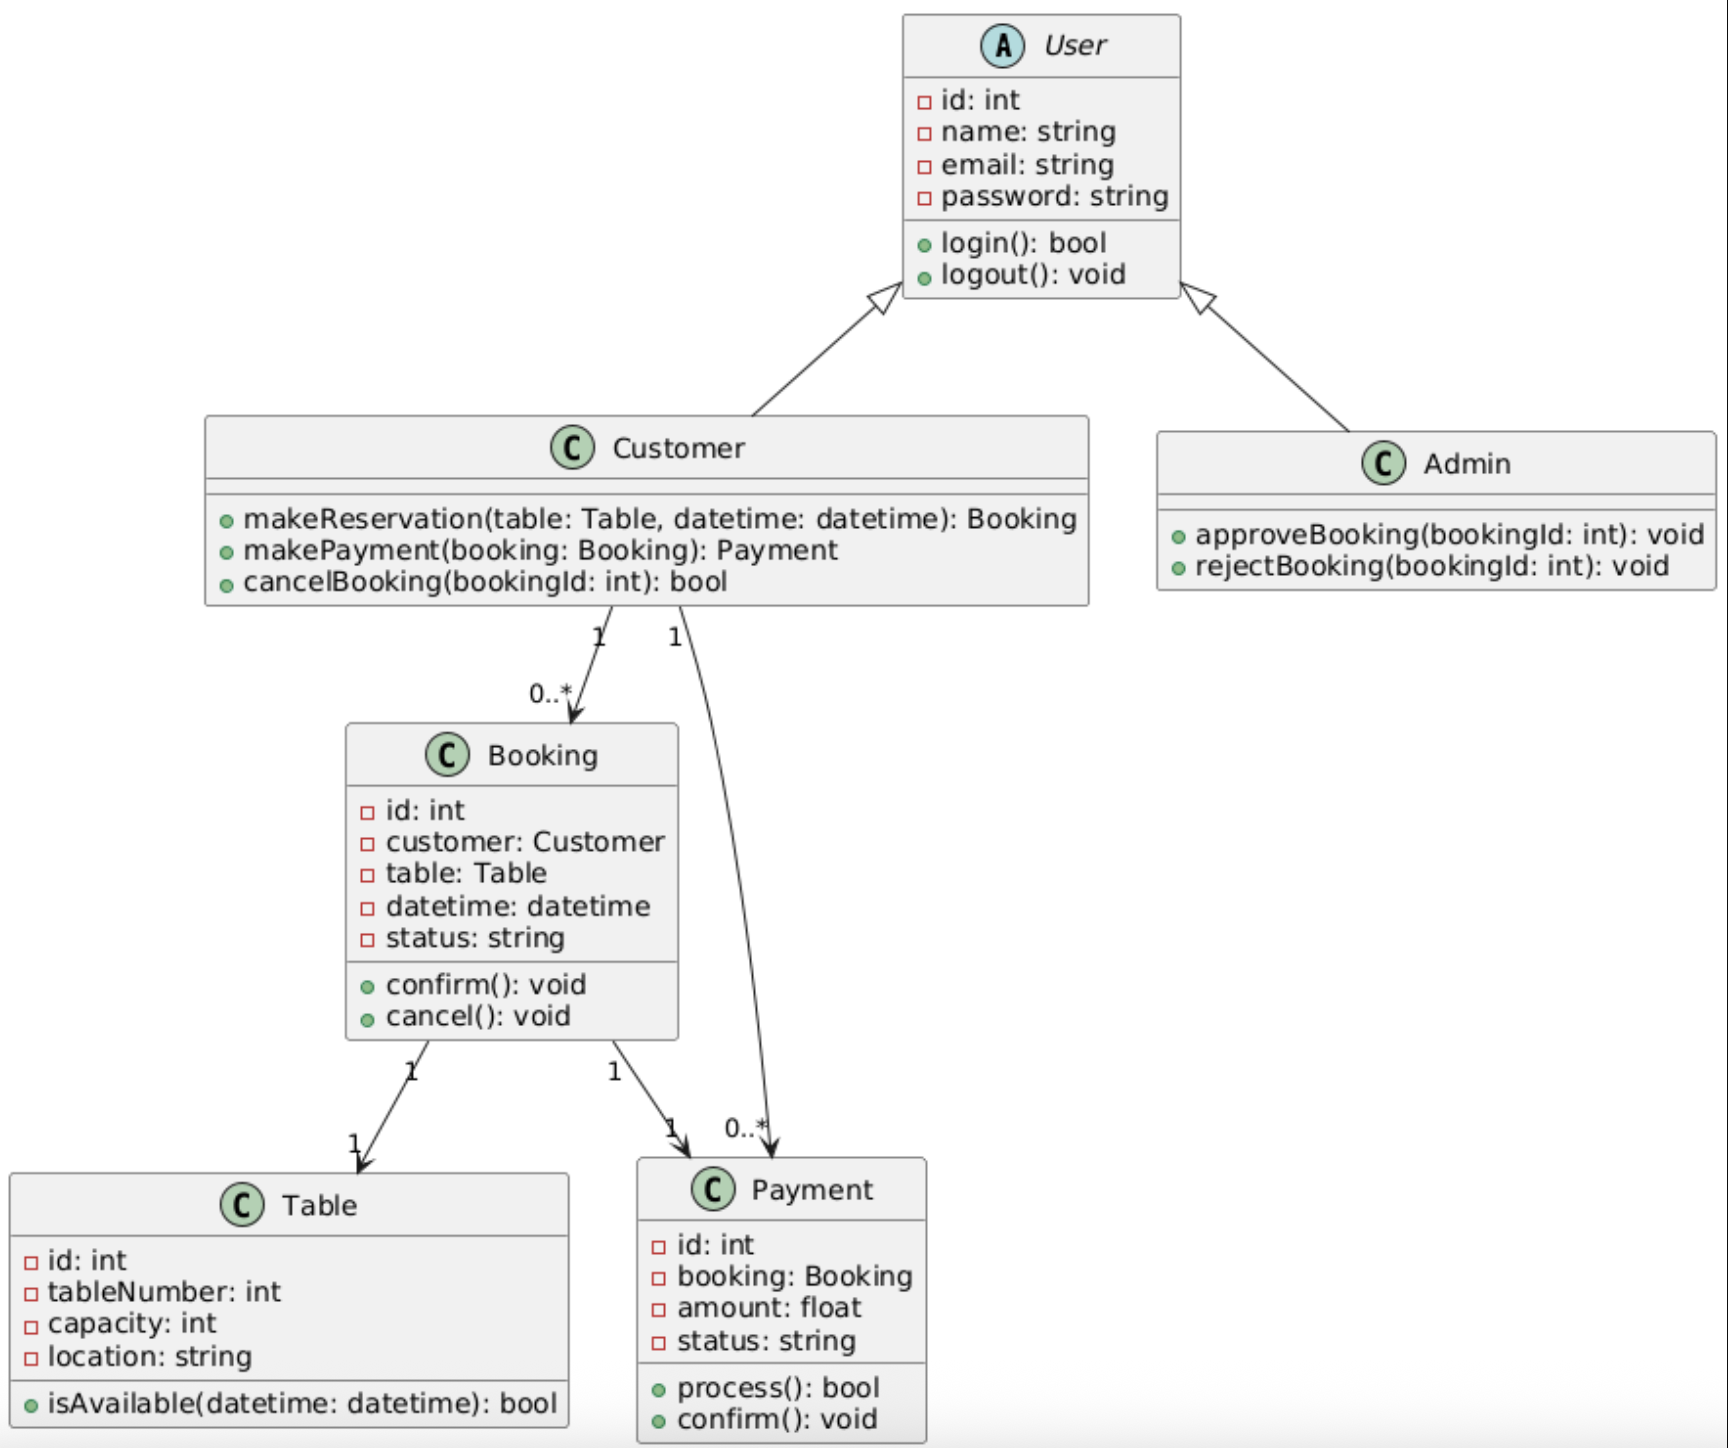 A User
id: int
name: string
email: string
password: string
login(): bool
logout(): void
C Customer
makeReservation(table: Table, datetime: datetime): Booking
makePayment(booking: Booking): Payment
cancelBooking(bookingId: int): bool
C Admin
approveBooking(bookingId: int): void
rejectBooking(bookingId: int): void
1
1
0..*
C Booking
id: int
customer: Customer
table: Table
datetime: datetime
status: string
confirm(): void
cancel(): void
1
1
1
1
0..*
C Table
id: int
tableNumber: int
capacity: int
location: string
isAvailable(datetime: datetime): bool
C Payment
id: int
booking: Booking
amount: float
status: string
process(): bool
confirm(): void